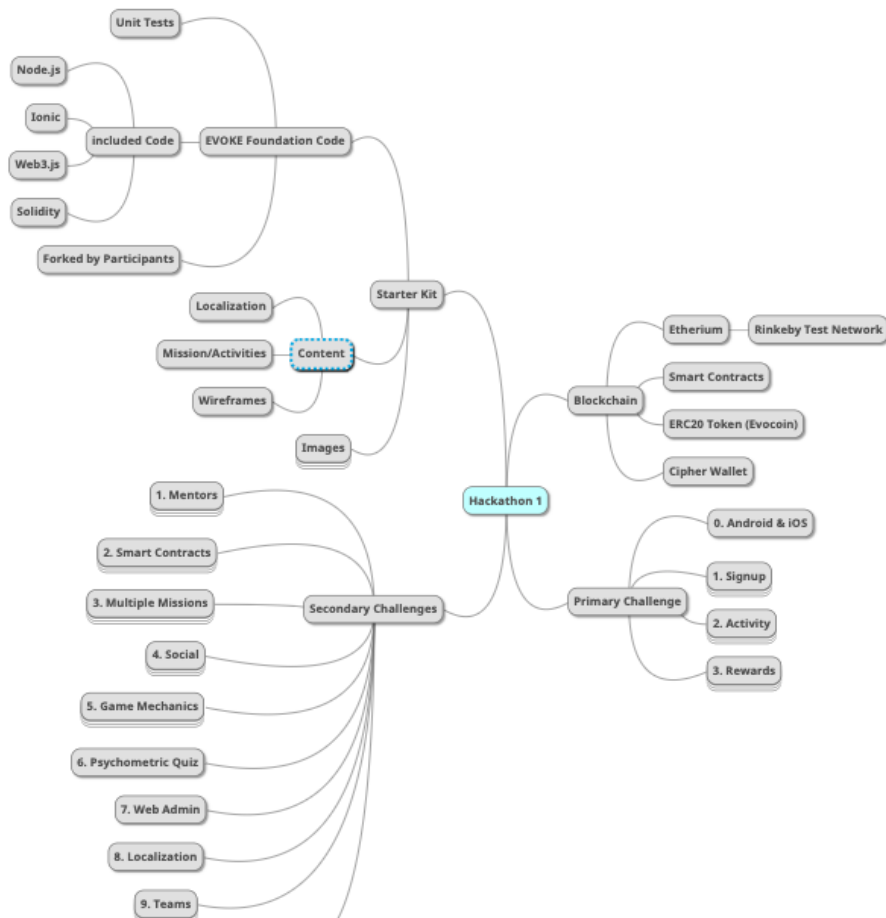 Unit Tests
Node.js
Ionic
included Code
EVOKE Foundation Code
Web3.js
Solidity
Forked by Participants
Starter Kit
Localization
Mission/Activities
Content
Wireframes
Images
Etherium
Rinkeby Test Network
Smart Contracts
Blockchain
ERC20 Token (Evocoin)
Cipher Wallet
Hackathon 1
1. Mentors
2. Smart Contracts
3. Multiple Missions
Secondary Challenges
4. Social
5. Game Mechanics
6. Psychometric Quiz
7. Web Admin
8. Localization
9. Teams
0. Android & iOS
1. Signup
Primary Challenge
2. Activity
3. Rewards